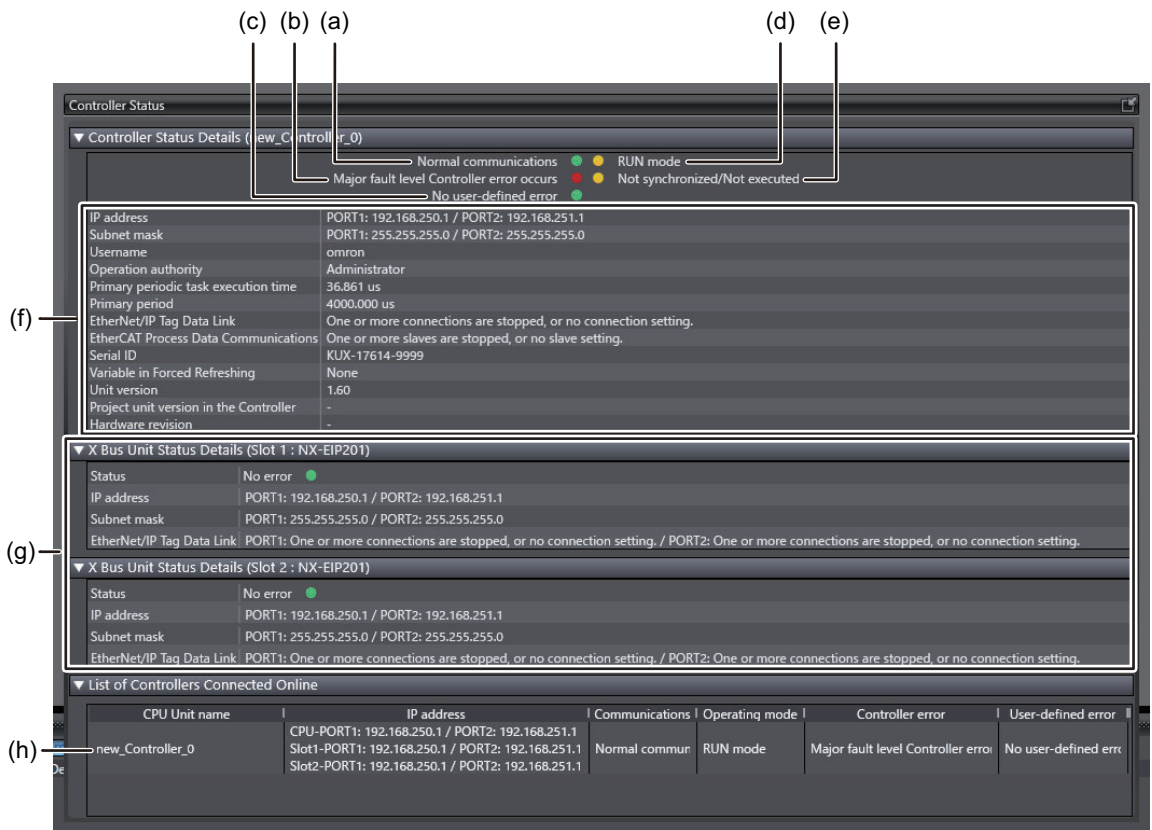 (c) (b) (a) (d) (e)
Controller Status
▼ Controller Status Details (new_Controller_0)
Normal communications RUN mode
Major fault level Controller error occurs Not synchronized/Not executed
No user-defined error
(f)
IP address PORT1: 192.168.250.1 / PORT2: 192.168.251.1
Subnet mask PORT1: 255.255.255.0 / PORT2: 255.255.255.0
Username omron
Operation authority Administrator
Primary periodic task execution time 36.861 us
Primary period 4000.000 us
EtherNet/IP Tag Data Link One or more connections are stopped, or no connection setting.
EtherCAT Process Data Communications One or more slaves are stopped, or no slave setting.
Serial ID KUX-17614-9999
Variable in Forced Refreshing None
Unit version 1.60
Project unit version in the Controller -
Hardware revision -
(g)
▼ X Bus Unit Status Details (Slot 1 : NX-EIP201)
Status No error
IP address PORT1: 192.168.250.1 / PORT2: 192.168.251.1
Subnet mask PORT1: 255.255.255.0 / PORT2: 255.255.255.0
EtherNet/IP Tag Data Link PORT1: One or more connections are stopped, or no connection setting. / PORT2: One or more connections are stopped, or no connection setting.
▼ X Bus Unit Status Details (Slot 2 : NX-EIP201)
Status No error
IP address PORT1: 192.168.250.1 / PORT2: 192.168.251.1
Subnet mask PORT1: 255.255.255.0 / PORT2: 255.255.255.0
EtherNet/IP Tag Data Link PORT1: One or more connections are stopped, or no connection setting. / PORT2: One or more connections are stopped, or no connection setting.
▼ List of Controllers Connected Online
CPU Unit name IP address Communications Operating mode Controller error User-defined error
CPU-PORT1: 192.168.250.1 / PORT2: 192.168.251.1
(h) new_Controller_0 Slot1-PORT1: 192.168.250.1 / PORT2: 192.168.251.1 Normal commun RUN mode Major fault level Controller erro No user-defined erro
Slot2-PORT1: 192.168.250.1 / PORT2: 192.168.251.1